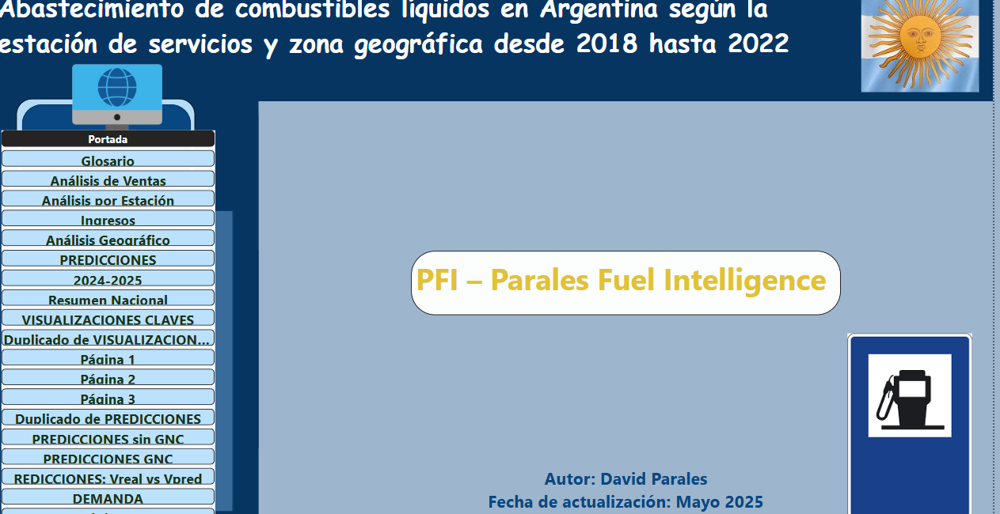 Abastecimiento de combustibles líquidos en Argentina según la
estación de servicios y zona geográfica desde 2018 hasta 2022
Portada
Glosario
Análisis de Ventas
Análisis por Estación
Ingresos
Análisis Geográfico
PREDICCIONES
2024-2025
Resumen Nacional
VISUALIZACIONES CLAVES
Duplicado de VISUALIZACION...
Página 1
Página 2
Página 3
Duplicado de PREDICCIONES
PREDICCIONES sin GNC
PREDICCIONES GNC
REDICCIONES: Vreal vs Vpred
DEMANDA
PFI – Parales Fuel Intelligence
Autor: David Parales
Fecha de actualización: Mayo 2025